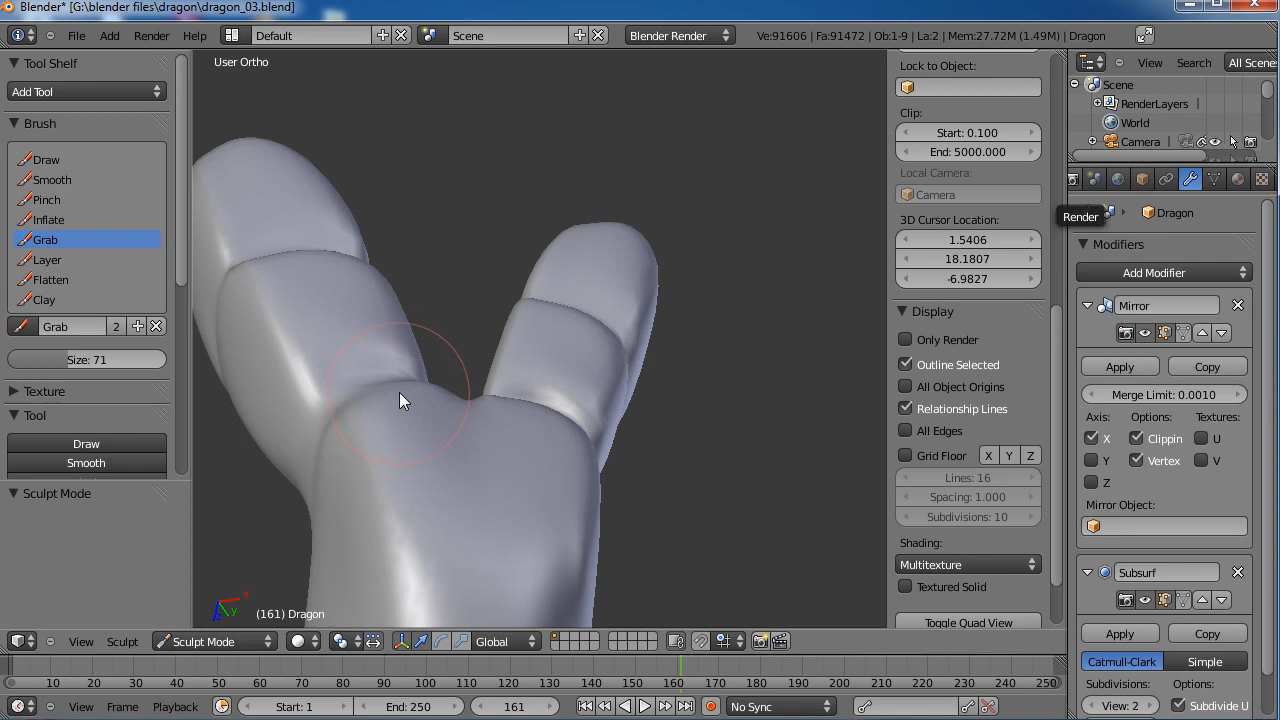 Blender* [G:\blender files\dragon\dragon_03.blend]
File Add Render Help Default Scene Blender Render Ve:91606 | Fa:91472 | Ob:1-9 | La:2 | Mem:27.72M (1.49M) | Dragon
Tool Shelf
Add Tool
Brush
Draw
Smooth
Pinch
Inflate
Grab
Layer
Flatten
Clay
Grab 2
Size: 71
Texture
Tool
Draw
Smooth
Sculpt Mode
User Ortho
(161) Dragon
View Sculpt Sculpt Mode Global
Lock to Object:
Clip:
Start: 0.100
End: 5000.000
Local Camera:
Camera
3D Cursor Location:
1.5406
18.1807
-6.9827
Display
Only Render
Outline Selected
All Object Origins
Relationship Lines
All Edges
Grid Floor X Y Z
Lines: 16
Spacing: 1.000
Subdivisions: 10
Shading:
Multitexture
Textured Solid
Toggle Quad View
View Search All Scene
Scene
RenderLayers
World
Camera
Render
Dragon
Modifiers
Add Modifier
Mirror
Apply Copy
Merge Limit: 0.0010
Axis: Options: Textures:
X Clippin U
Y Vertex V
Z
Mirror Object:
Subsurf
Apply Copy
Catmull-Clark Simple
Subdivisions: Options:
View: 2 Subdivide U
10 20 30 40 50 60 70 80 90 100 110 120 130 140 150 160 170 180 190 200 210 220 230 240 250
View Frame Playback Start: 1 End: 250 161 No Sync